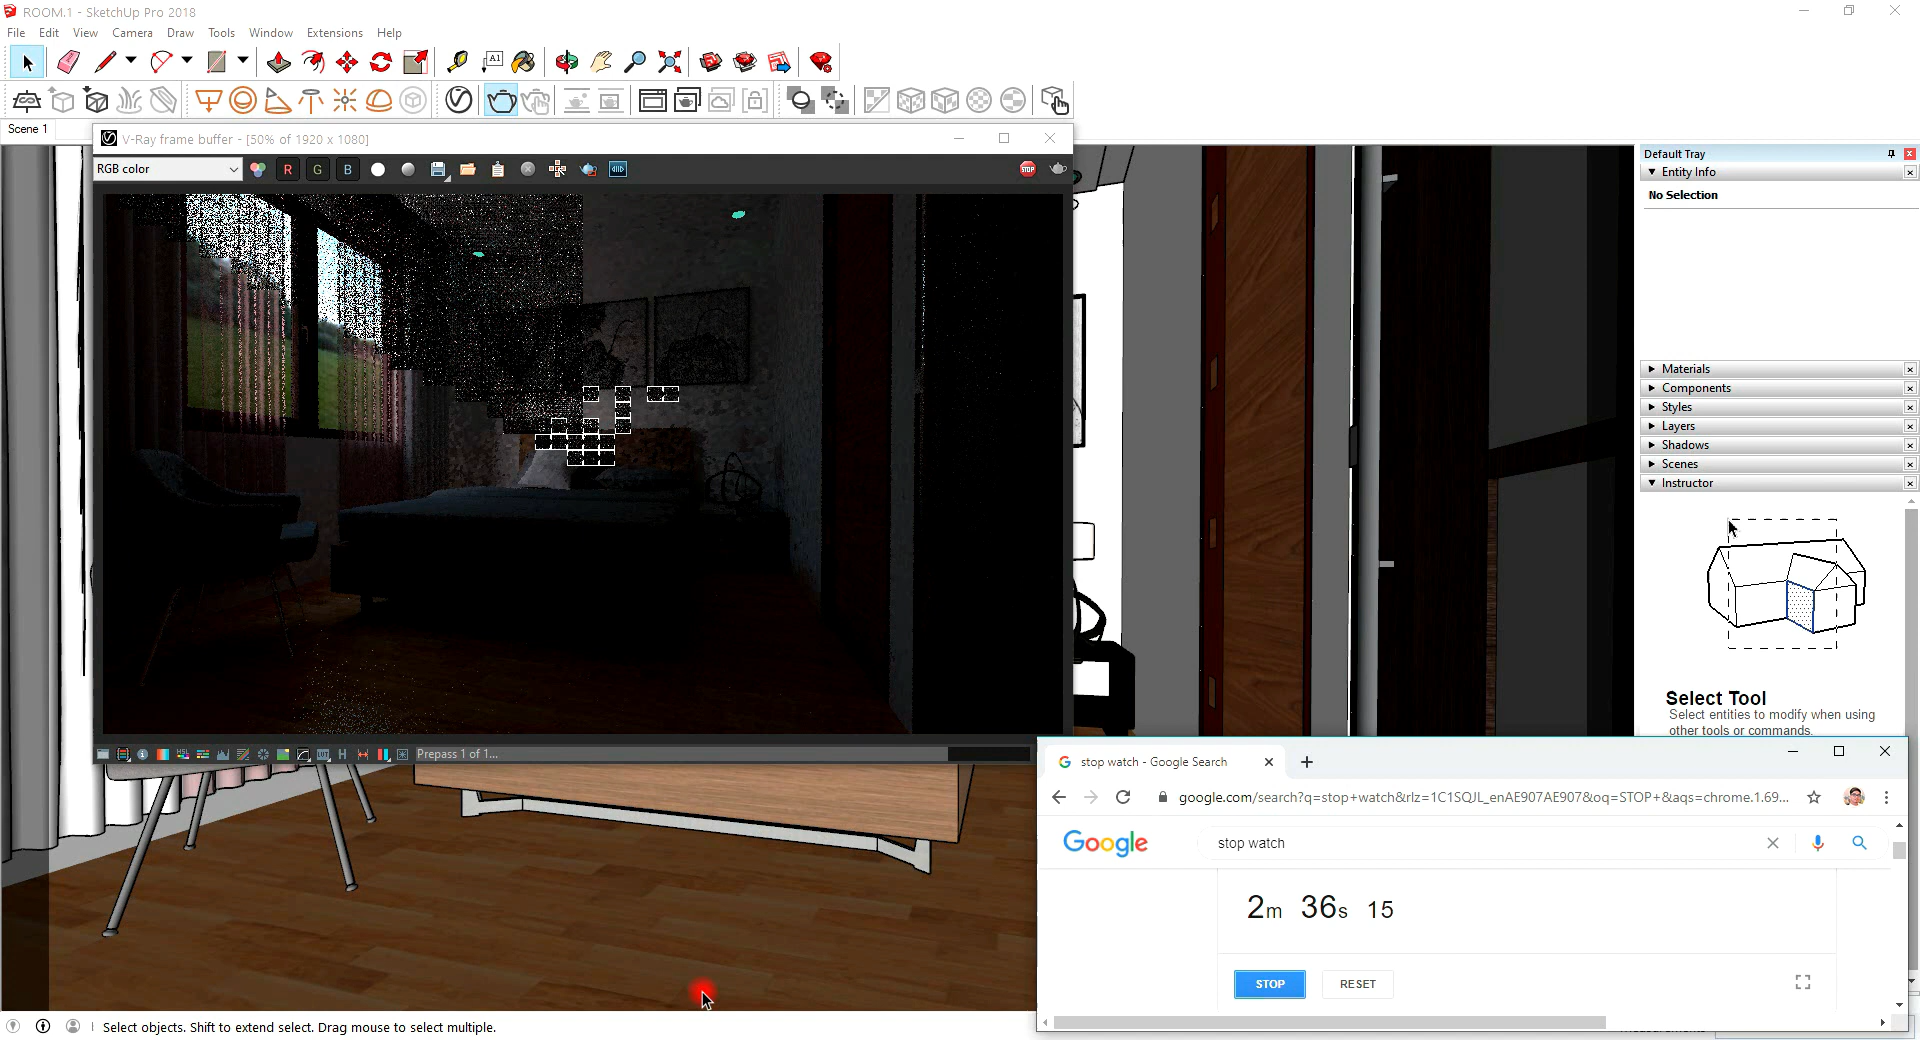 ROOM.1 - SketchUp Pro 2018
File Edit View Camera Draw Tools Window Extensions Help
A1
Scene 1
V-Ray frame buffer - [50% of 1920 x 1080]
RGB color
R G B
STOP
Prepass 1 of 1...
HSL
LUT
H
Default Tray
Entity Info
No Selection
Materials
Components
Styles
Layers
Shadows
Scenes
Instructor
Select Tool
Select entities to modify when using
other tools or commands.
stop watch - Google Search
google.com/search?q=stop+watch&rlz=1C1SQJL_enAE907AE907&oq=STOP+&aqs=chrome.1.69...
Google
stop watch
2m 36s 15
STOP RESET
Select objects. Shift to extend select. Drag mouse to select multiple.